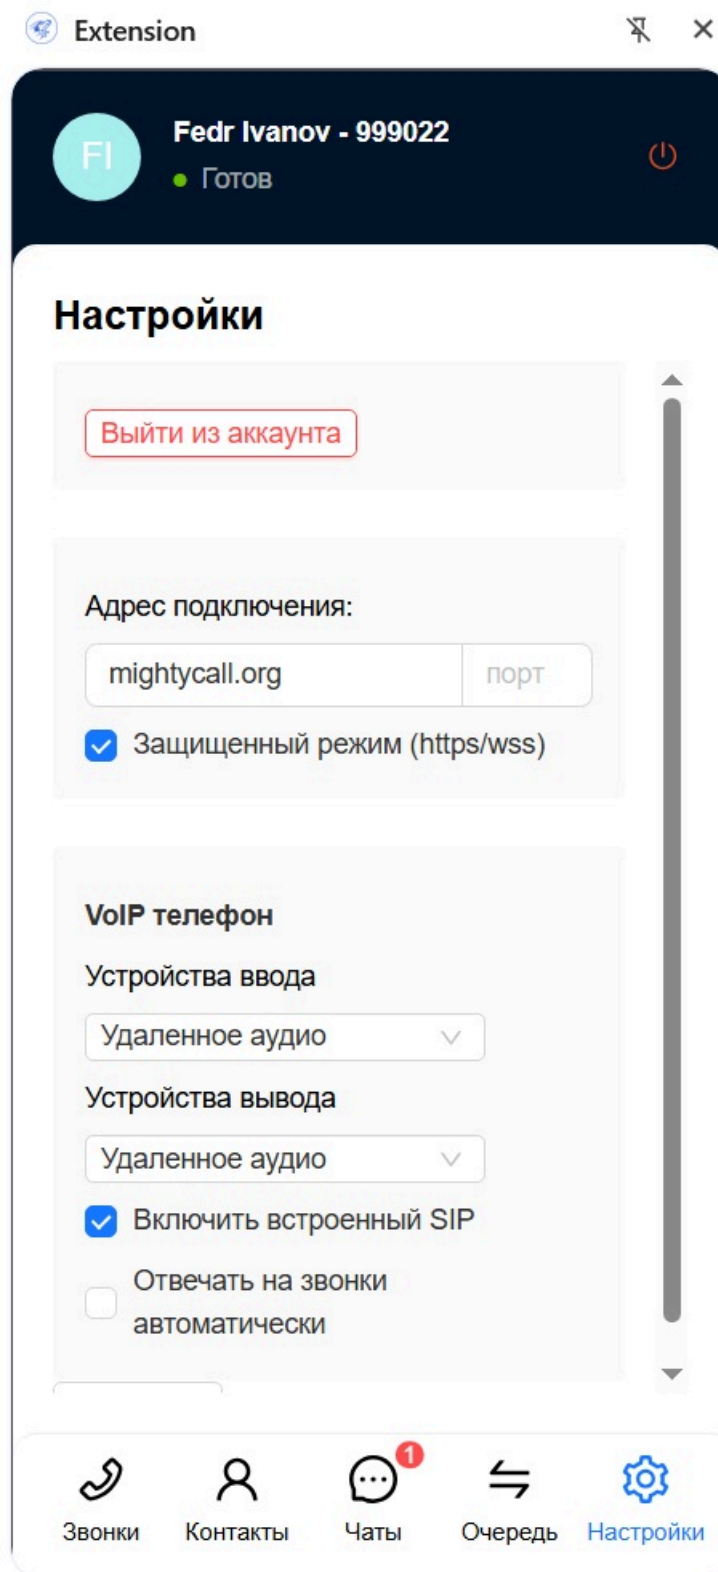 Extension
Fedr Ivanov - 999022
FI
Готов
Настройки
Выйти из аккаунта
Адрес подключения:
mightycall.org
порт
Защищенный режим (https/wss)
VoIP телефон
Устройства ввода
Удаленное аудио
Устройства вывода
Удаленное аудио
Включить встроенный SIP
Отвечать на звонки
автоматически
1
Звонки
Контакты
Чаты
Очередь
Настройки